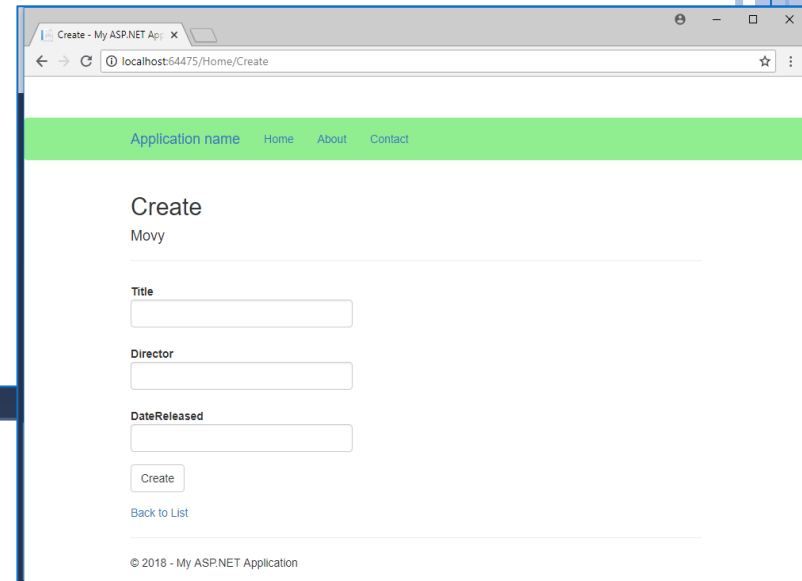 Create - My ASP.NET App
localhost:64475/Home/Create
Application name Home About Contact
Create
Movy
Title
Director
DateReleased
Create
Back to List
© 2018 - My ASP.NET Application